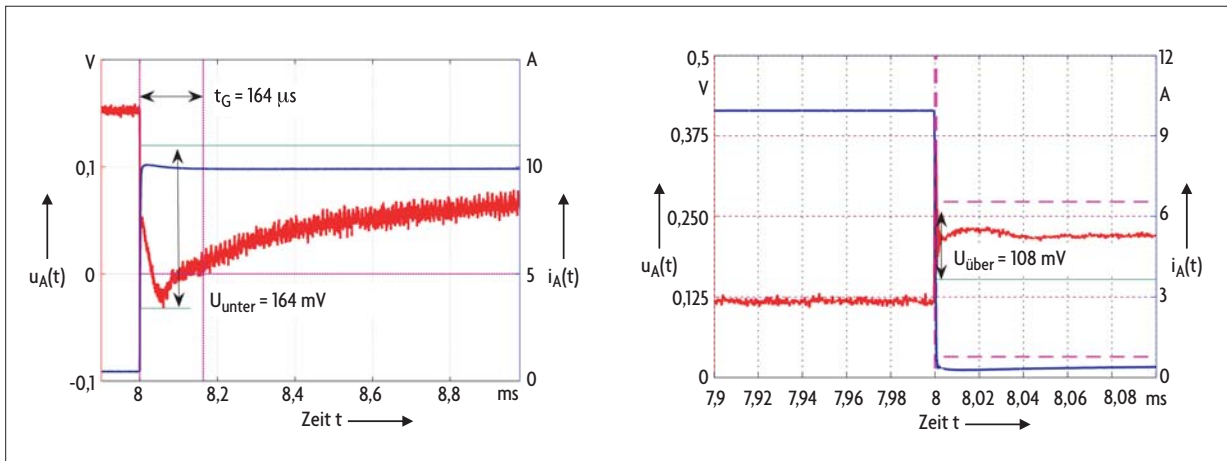 V
A
t_G = 164 µs
0,1
10
u_A(t)
0
5
i_A(t)
U_unter = 164 mV
-0,1
0
8
8,2
8,4
8,6
8,8
ms
Zeit t
0,5
12
V
A
0,375
9
0,250
6
u_A(t)
i_A(t)
U_über = 108 mV
0,125
3
0
0
7,9
7,92
7,94
7,96
7,98
8
8,02
8,04
8,06
8,08
ms
Zeit t